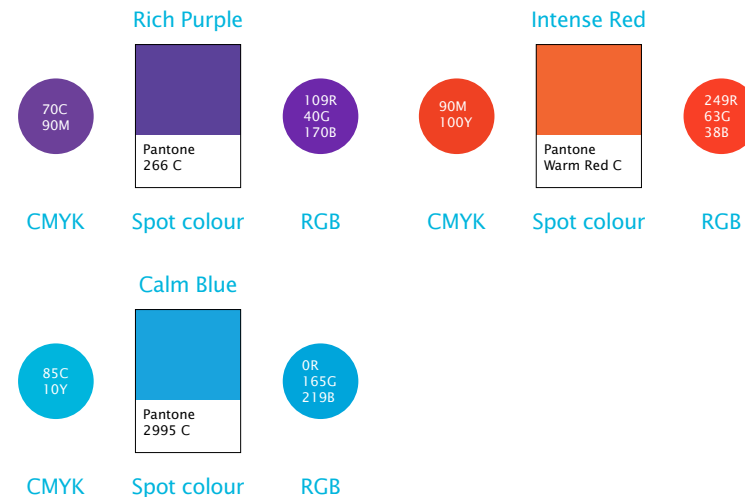 Rich Purple
70C
90M
Pantone
266 C
109R
40G
170B
CMYK
Spot colour
RGB
Intense Red
90M
100Y
Pantone
Warm Red C
249R
63G
38B
CMYK
Spot colour
RGB
Calm Blue
85C
10Y
Pantone
2995 C
0R
165G
219B
CMYK
Spot colour
RGB